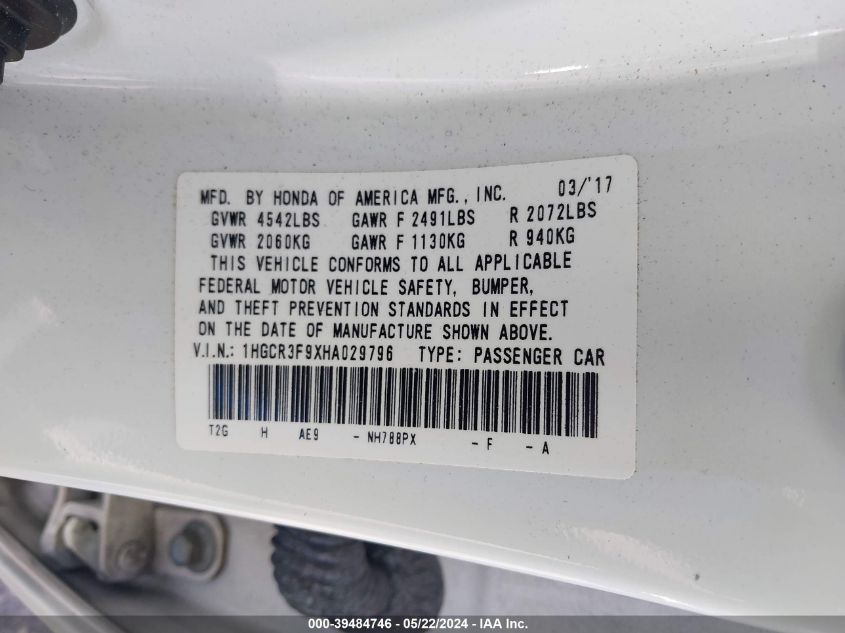 MFD. BY HONDA OF AMERICA MFG., INC. 03/'17
GVWR 4542LBS GAWR F 2491LBS R 2072LBS
GVWR 2060KG GAWR F 1130KG R 940KG
THIS VEHICLE CONFORMS TO ALL APPLICABLE
FEDERAL MOTOR VEHICLE SAFETY, BUMPER,
AND THEFT PREVENTION STANDARDS IN EFFECT
ON THE DATE OF MANUFACTURE SHOWN ABOVE.
V.I.N.: 1HGCR3F9XHA029796 TYPE: PASSENGER CAR
T2G H AE9 - NH788PX - F - A
000-39484746 - 05/22/2024 - IAA Inc.